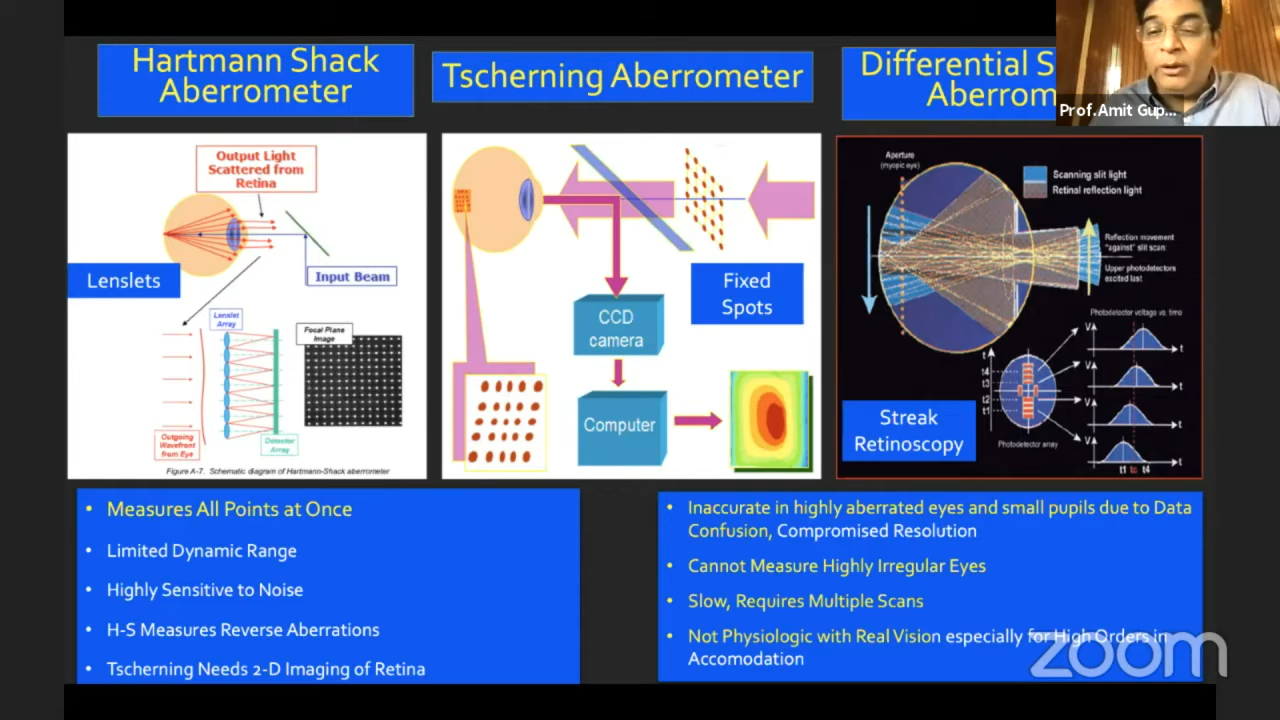 Hartmann Shack
Aberrometer
Tscherning Aberrometer
Differential S
Aberrom
Prof.Amit Gup...
Output Light
Scattered from
Retina
Lenslets
Input Beam
Lenslet
Array
Focal Plane
Image
Outgoing
Wavefront
from Eye
Detector
Array
Figure A-7. Schematic diagram of Hartmann-Shack aberrometer
Fixed
Spots
CCD
camera
Computer
Aperture
(myopic eye)
Scanning slit light
Retinal reflection light
Reflection movement
"against" slit scan:
Upper photodetectors
excited last
Photodetector voltage vs. time
V
t
V
t
V
t
V
t
t
t4
t3
t2
t1
t1 to t4
Photodetector array
Streak
Retinoscopy
• Measures All Points at Once
• Limited Dynamic Range
• Highly Sensitive to Noise
• H-S Measures Reverse Aberrations
• Tscherning Needs 2-D Imaging of Retina
• Inaccurate in highly aberrated eyes and small pupils due to Data
Confusion, Compromised Resolution
• Cannot Measure Highly Irregular Eyes
• Slow, Requires Multiple Scans
• Not Physiologic with Real Vision especially for High Orders in
Accomodation
zoom